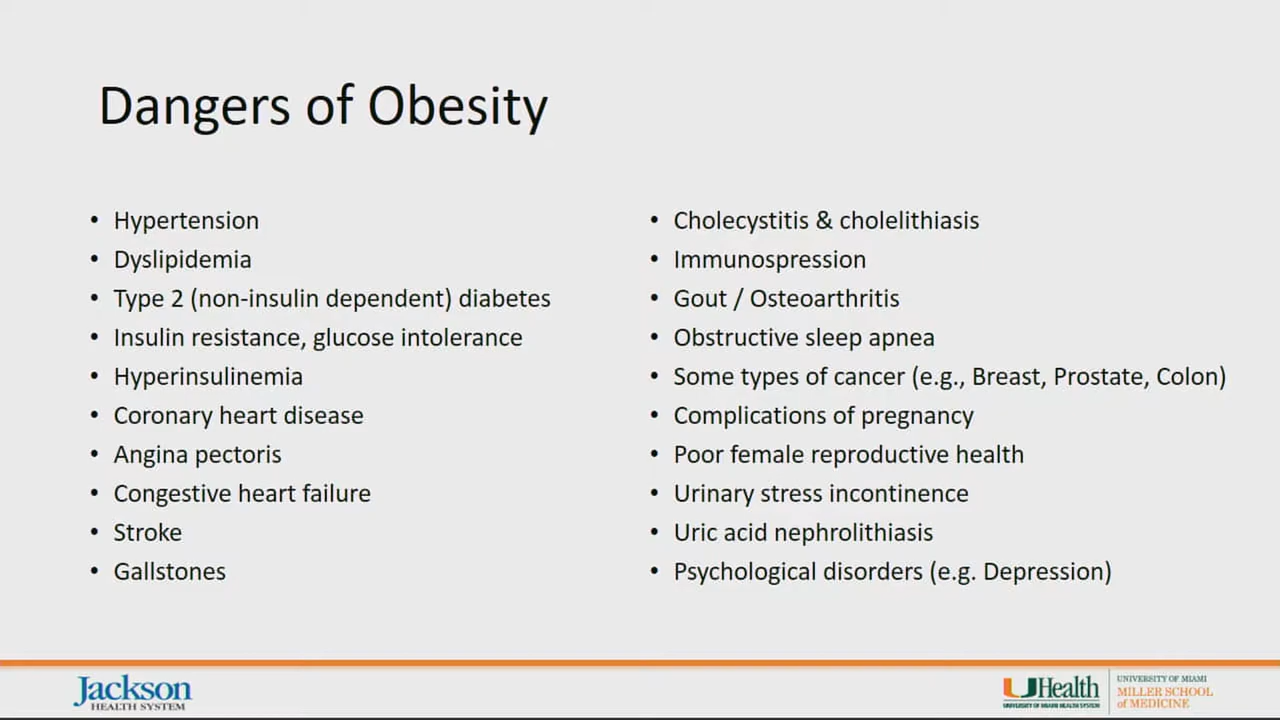 Dangers of Obesity
• Hypertension
• Dyslipidemia
• Type 2 (non-insulin dependent) diabetes
• Insulin resistance, glucose intolerance
• Hyperinsulinemia
• Coronary heart disease
• Angina pectoris
• Congestive heart failure
• Stroke
• Gallstones
• Cholecystitis & cholelithiasis
• Immunospression
• Gout / Osteoarthritis
• Obstructive sleep apnea
• Some types of cancer (e.g., Breast, Prostate, Colon)
• Complications of pregnancy
• Poor female reproductive health
• Urinary stress incontinence
• Uric acid nephrolithiasis
• Psychological disorders (e.g. Depression)
Jackson
HEALTH SYSTEM
UHealth
UNIVERSITY OF MIAMI HEALTH SYSTEM
UNIVERSITY OF MIAMI
MILLER SCHOOL
of MEDICINE